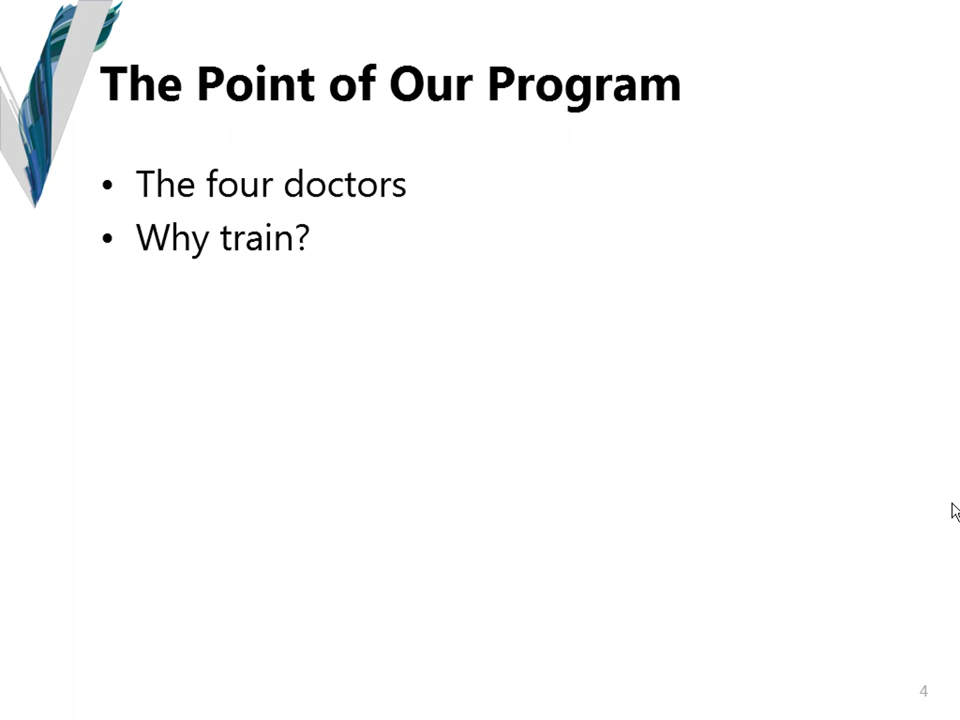 The Point of Our Program
• The four doctors
• Why train?
4